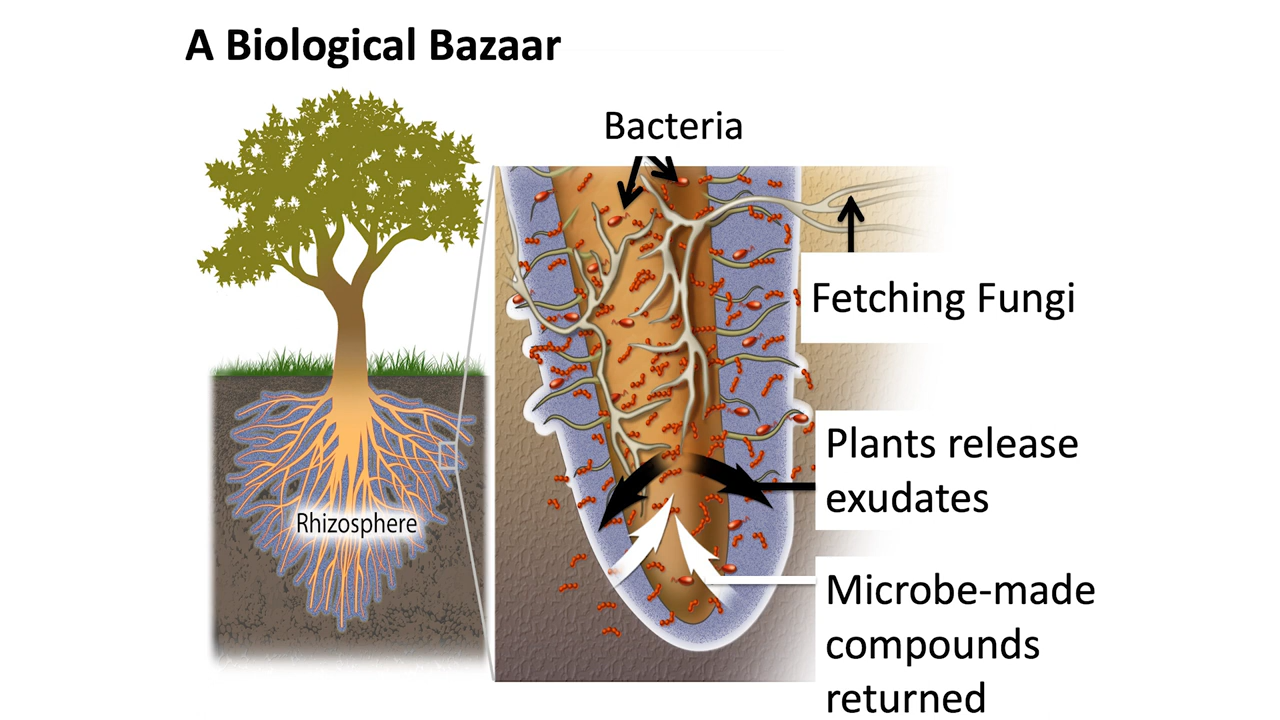 A Biological Bazaar
Bacteria
Fetching Fungi
Plants release
exudates
Rhizosphere
Microbe-made
compounds
returned